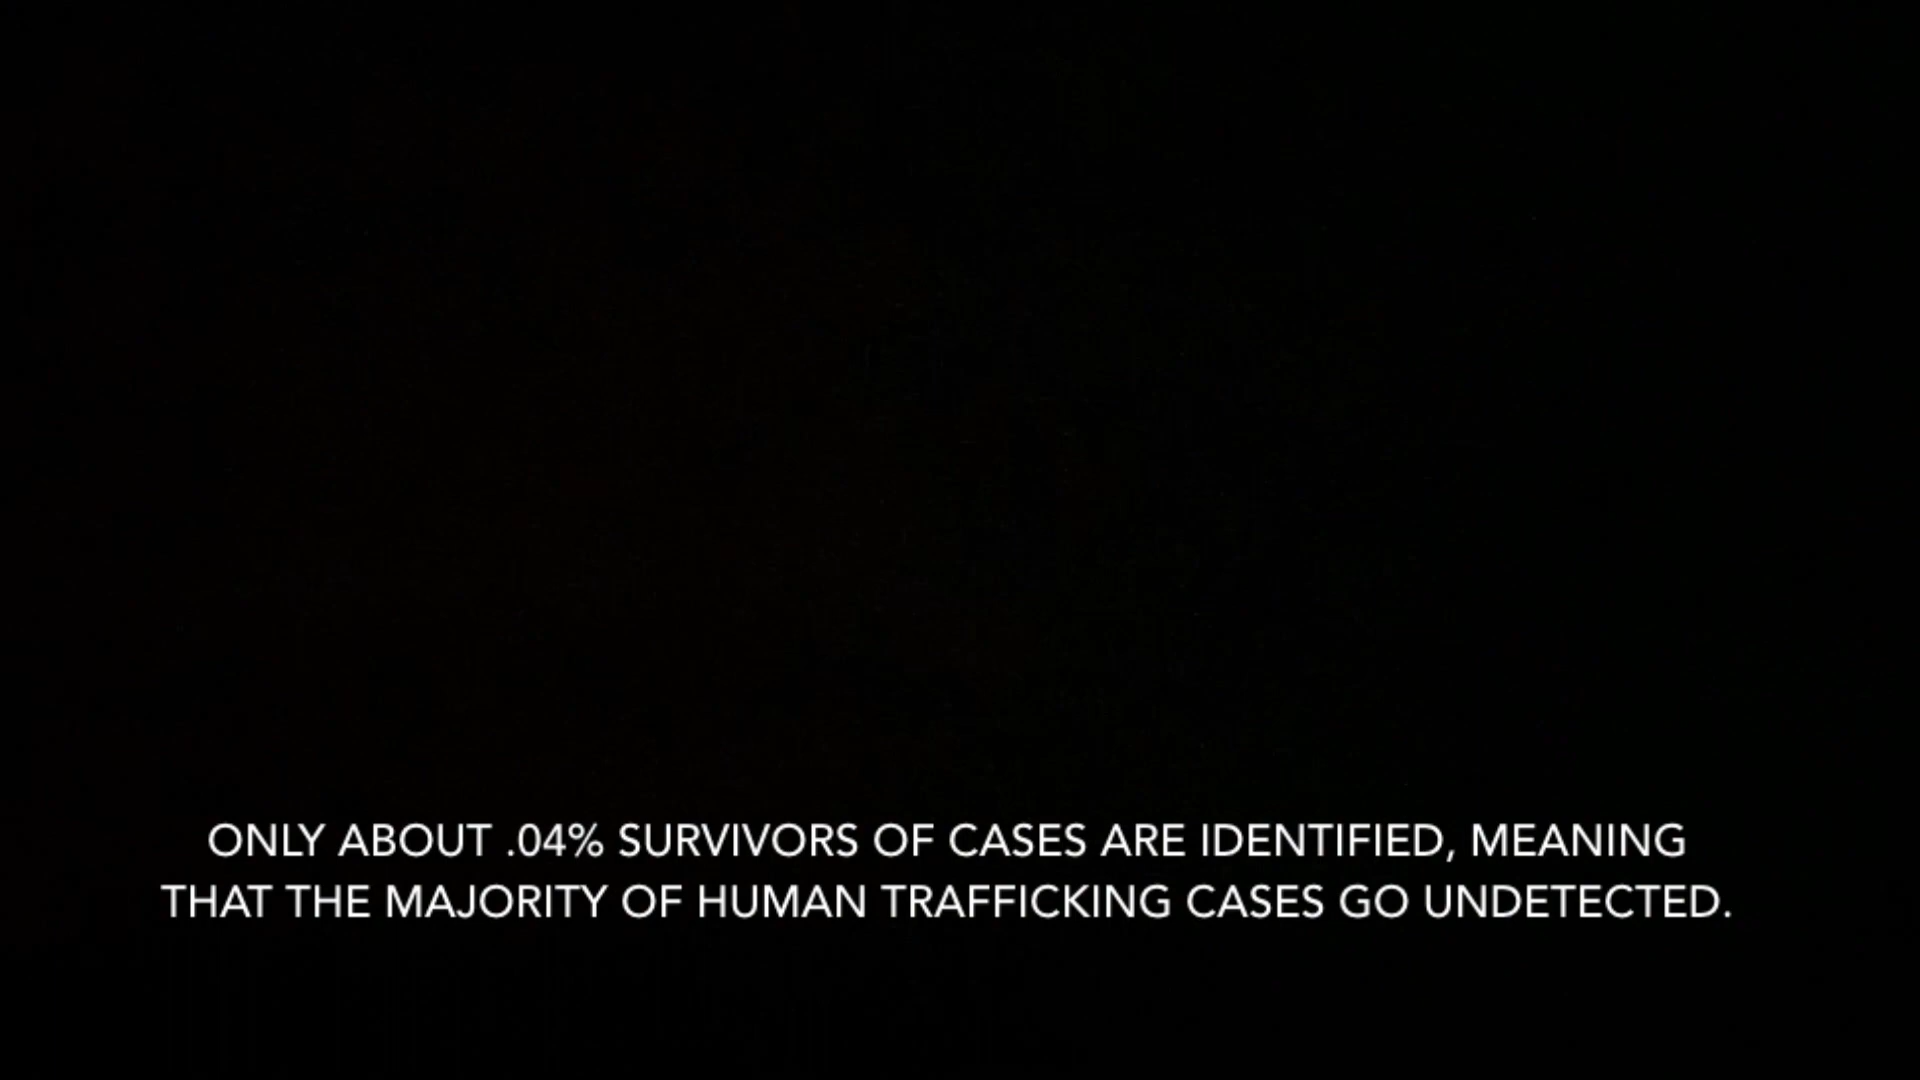 ONLY ABOUT .04% SURVIVORS OF CASES ARE IDENTIFIED, MEANING
THAT THE MAJORITY OF HUMAN TRAFFICKING CASES GO UNDETECTED.